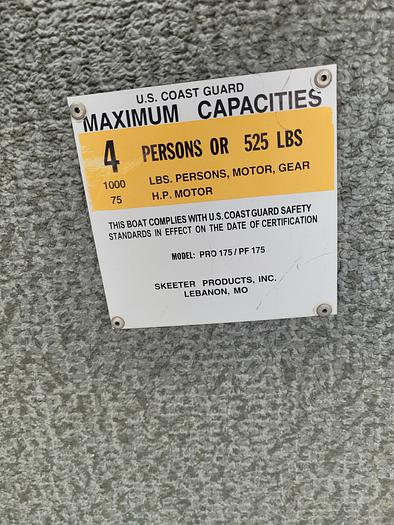 U.S. COAST GUARD
MAXIMUM CAPACITIES
4 PERSONS OR 525 LBS
1000 LBS. PERSONS, MOTOR, GEAR
75 H.P. MOTOR
THIS BOAT COMPLIES WITH U.S. COAST GUARD SAFETY
STANDARDS IN EFFECT ON THE DATE OF CERTIFICATION
MODEL: PRO 175 / PF 175
SKEETER PRODUCTS, INC.
LEBANON, MO